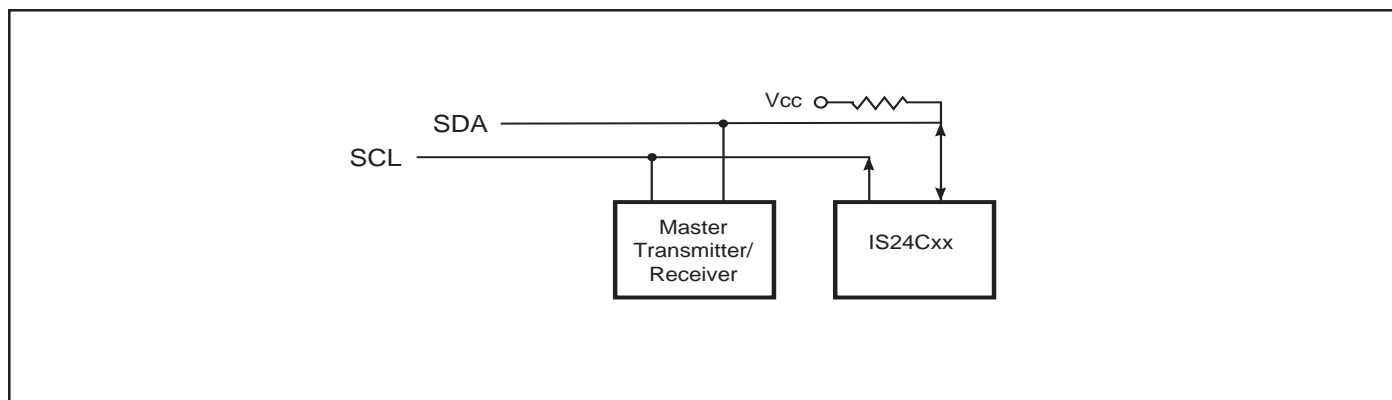 Vcc
SDA
SCL
Master
Transmitter/
Receiver
IS24Cxx